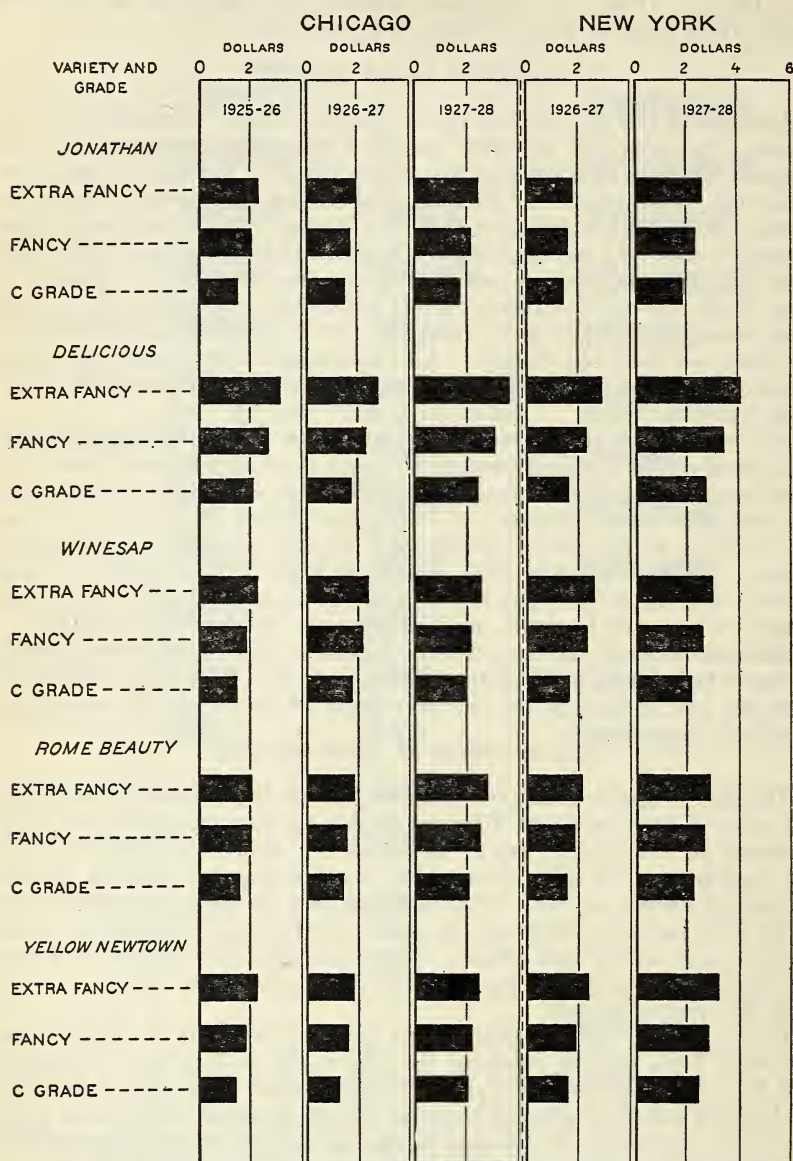 CHICAGO NEW YORK
DOLLARS DOLLARS DOLLARS DOLLARS DOLLARS
VARIETY AND GRADE
0 2 0 2 0 2 0 2 0 2 4 6
1925-26 1926-27 1927-28 1926-27 1927-28
JONATHAN
EXTRA FANCY ---
FANCY --------
C GRADE ------
DELICIOUS
EXTRA FANCY ----
FANCY --------
C GRADE ------
WINESAP
EXTRA FANCY ---
FANCY --------
C GRADE ------
ROME BEAUTY
EXTRA FANCY ----
FANCY --------
C GRADE ------
YELLOW NEWTOWN
EXTRA FANCY ----
FANCY --------
C GRADE ------